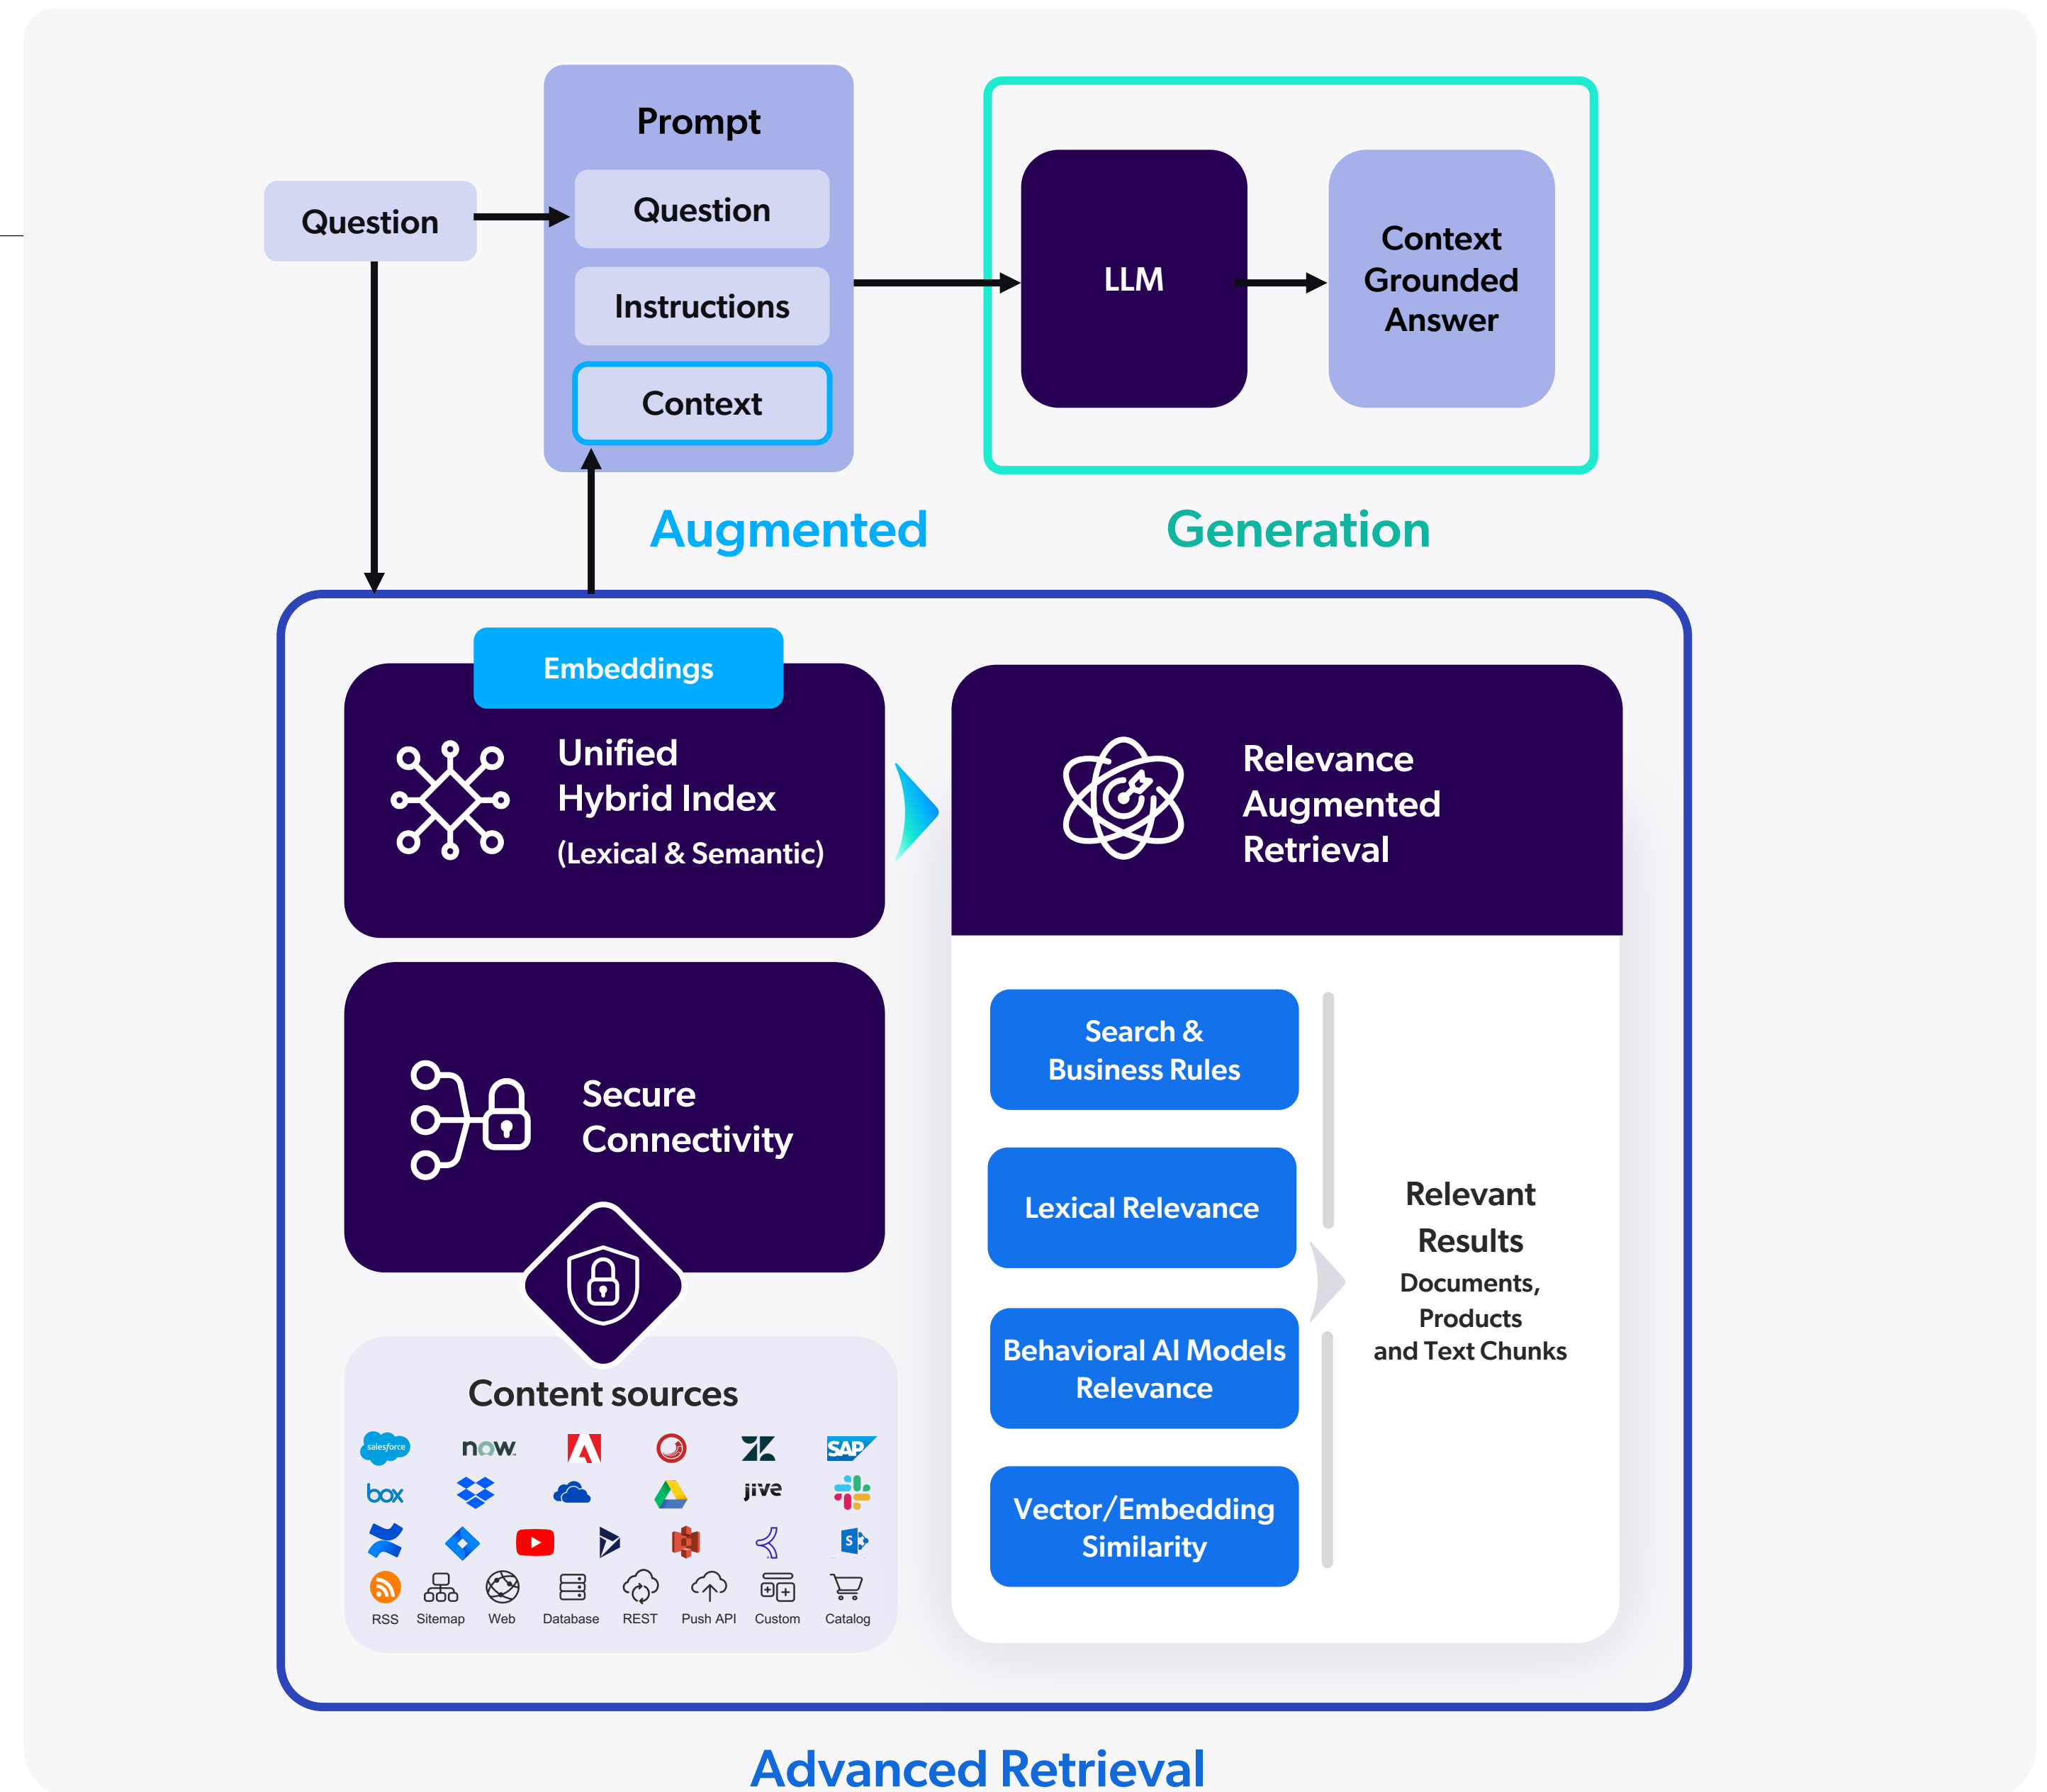 Prompt
Question
Question
Instructions
Context
LLM
Context
Grounded
Answer
Augmented
Generation
Embeddings
Unified
Hybrid Index
(Lexical & Semantic)
Relevance
Augmented
Retrieval
Secure
Connectivity
Search &
Business Rules
Lexical Relevance
Behavioral AI Models
Relevance
Vector/Embedding
Similarity
Relevant
Results
Documents,
Products
and Text Chunks
Content sources
salesforce
now
SAP
box
jive
S
RSS
Sitemap
Web
Database
REST
Push API
Custom
Catalog
Advanced Retrieval